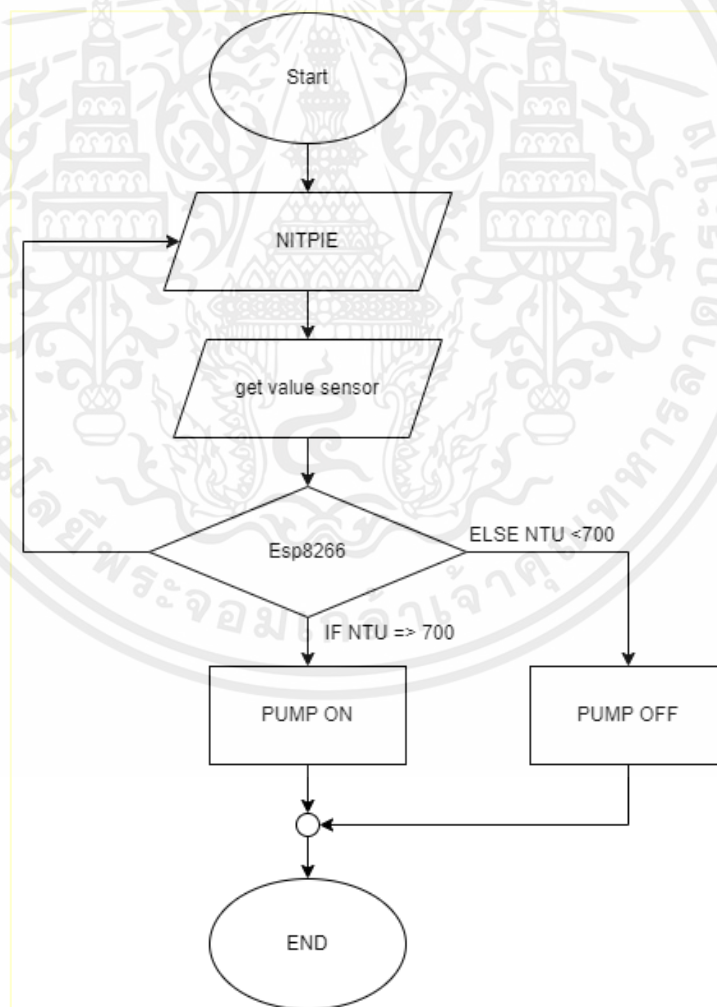 Start
NITPIE
get value sensor
Esp8266
ELSE NTU <700
IF NTU => 700
PUMP ON
PUMP OFF
END